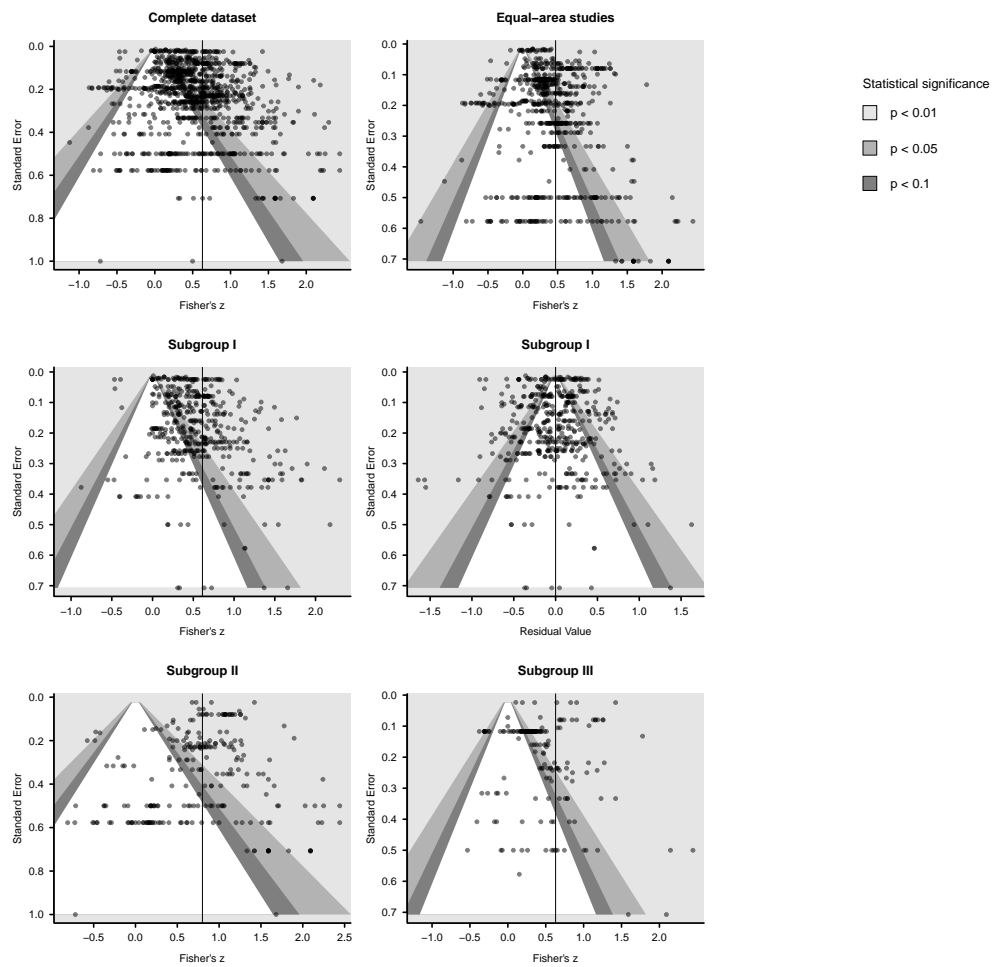 Complete dataset
Equal−area studies
0.0
0.2
0.4
0.6
0.8
1.0
Standard Error
−1.0 −0.5 0.0 0.5 1.0 1.5 2.0
Fisher's z
0.0
0.1
0.2
0.3
0.4
0.5
0.6
0.7
Standard Error
−1.0 −0.5 0.0 0.5 1.0 1.5 2.0
Fisher's z
Statistical significance
p < 0.01
p < 0.05
p < 0.1
Subgroup I
Subgroup I
0.0
0.1
0.2
0.3
0.4
0.5
0.6
0.7
Standard Error
−1.0 −0.5 0.0 0.5 1.0 1.5 2.0
Fisher's z
0.0
0.1
0.2
0.3
0.4
0.5
0.6
0.7
Standard Error
−1.5 −1.0 −0.5 0.0 0.5 1.0 1.5
Residual Value
Subgroup II
Subgroup III
0.0
0.2
0.4
0.6
0.8
1.0
Standard Error
−0.5 0.0 0.5 1.0 1.5 2.0 2.5
Fisher's z
0.0
0.1
0.2
0.3
0.4
0.5
0.6
0.7
Standard Error
−1.0 −0.5 0.0 0.5 1.0 1.5 2.0
Fisher's z